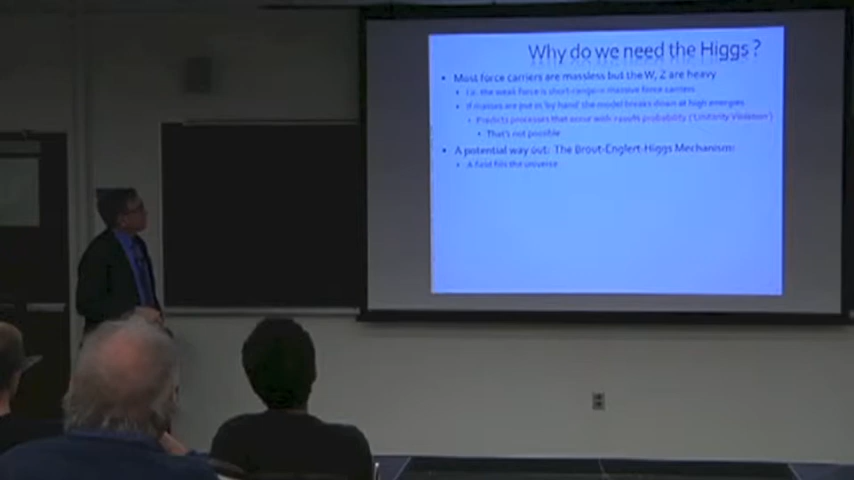 Why do we need the Higgs?
• Most force carriers are massless but the W, Z are heavy
• i.e. the weak force is short-range = massive force carriers
• If masses are put in 'by hand' the model breaks down at high energies
• Predicts processes that occur with >100% probability ('Unitarity Violation')
• That's not possible
• A potential way out: The Brout-Englert-Higgs Mechanism:
• A field fills the universe